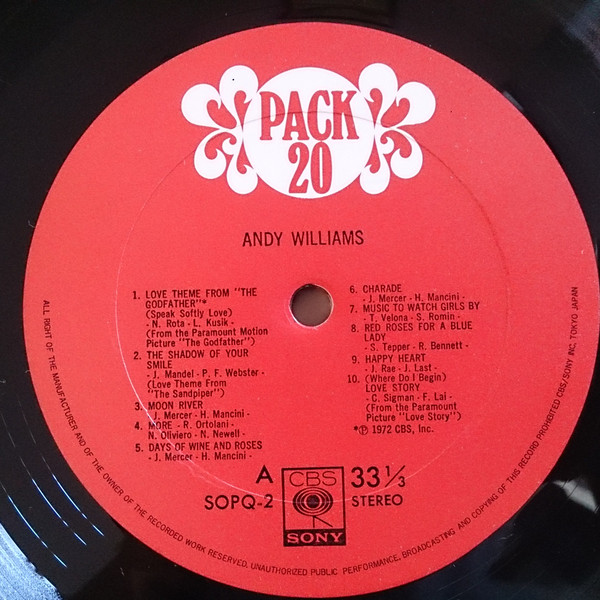 PACK
20
ANDY WILLIAMS
1. LOVE THEME FROM "THE
GODFATHER"*
(Speak Softly Love)
- N. Rota - L. Kusik -
(From the Paramount Motion
Picture "The Godfather")
2. THE SHADOW OF YOUR
SMILE
- J. Mandel - P. F. Webster -
(Love Theme From
"The Sandpiper")
3. MOON RIVER
- J. Mercer - H. Mancini -
4. MORE - R. Ortolani -
N. Oliviero - N. Newell -
5. DAYS OF WINE AND ROSES
- J. Mercer - H. Mancini -
6. CHARADE
- J. Mercer - H. Mancini -
7. MUSIC TO WATCH GIRLS BY
- T. Velona - S. Romin -
8. RED ROSES FOR A BLUE
LADY
- S. Tepper - R. Bennett -
9. HAPPY HEART
- J. Rae - J. Last -
10. (Where Do I Begin)
LOVE STORY
- C. Sigman - F. Lai -
(From the Paramount
Picture "Love Story")
*Ⓟ 1972 CBS, Inc.
A
SOPQ-2
CBS
SONY
33 1/3
STEREO
ALL RIGHT OF THE MANUFACTURER AND OF THE OWNER OF THE RECORDED WORK RESERVED, UNAUTHORIZED PUBLIC PERFORMANCE, BROADCASTING AND COPYING OF THIS RECORD PROHIBITED CBS/SONY INC. TOKYO JAPAN